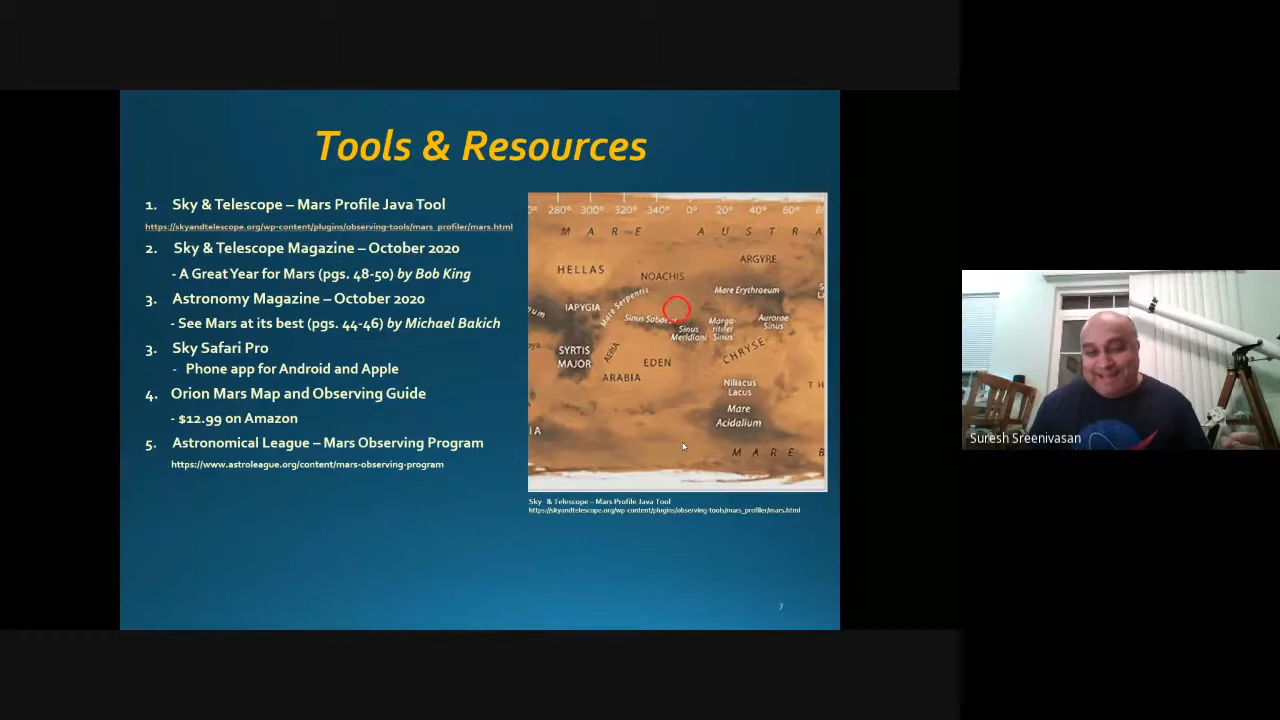 Tools & Resources
1. Sky & Telescope – Mars Profile Java Tool
https://skyandtelescope.org/wp-content/plugins/observing-tools/mars_profiler/mars.html
2. Sky & Telescope Magazine – October 2020
- A Great Year for Mars (pgs. 48-50) by Bob King
3. Astronomy Magazine – October 2020
- See Mars at its best (pgs. 44-46) by Michael Bakich
3. Sky Safari Pro
- Phone app for Android and Apple
4. Orion Mars Map and Observing Guide
- $12.99 on Amazon
5. Astronomical League – Mars Observing Program
https://www.astroleague.org/content/mars-observing-program
280° 300° 320° 340° 0° 20° 40° 60°
MARE AUSTRA
HELLAS
NOACHIS
ARGYRE
Mare Serpentis
Mare Erythraeum
IAPYGIA
Sinus Sabaeus
Sinus
Meridiani
Marga-
ritifer
Sinus
Aurorae
Sinus
SYRTIS
MAJOR
AERIA
EDEN
CHRYSE
ARABIA
Niliacus
Lacus
Mare
Acidalium
IA
MARE B
Sky & Telescope – Mars Profile Java Tool
https://skyandtelescope.org/wp-content/plugins/observing-tools/mars_profiler/mars.html
7
Suresh Sreenivasan